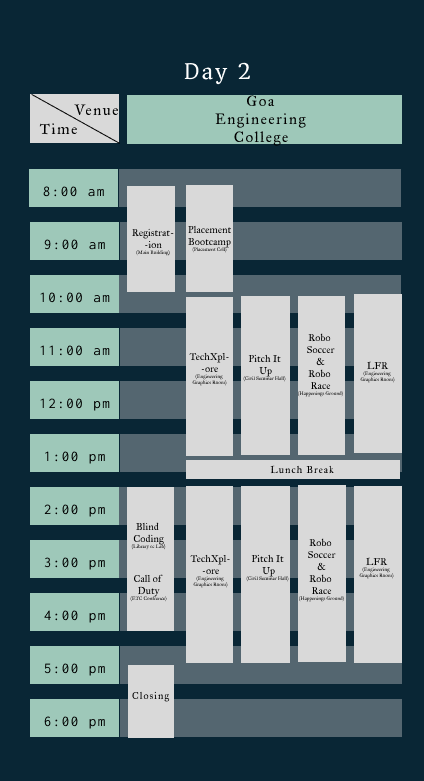 Day 2
Venue
Time
Goa
Engineering
College
8:00 am
9:00 am
10:00 am
11:00 am
12:00 pm
1:00 pm
2:00 pm
3:00 pm
4:00 pm
5:00 pm
6:00 pm
Registrat-
-ion
(Main Building)
Placement
Bootcamp
(Placement Cell)
TechXpl-
-ore
(Engineering
Graphics Room)
Pitch It
Up
(Civil Seminar Hall)
Robo
Soccer
&
Robo
Race
(Happenings Ground)
LFR
(Engineering
Graphics Room)
Lunch Break
Blind
Coding
(Library cc Lab)
Call of
Duty
(ETC Conference)
TechXpl-
-ore
(Engineering
Graphics Room)
Pitch It
Up
(Civil Seminar Hall)
Robo
Soccer
&
Robo
Race
(Happenings Ground)
LFR
(Engineering
Graphics Room)
Closing